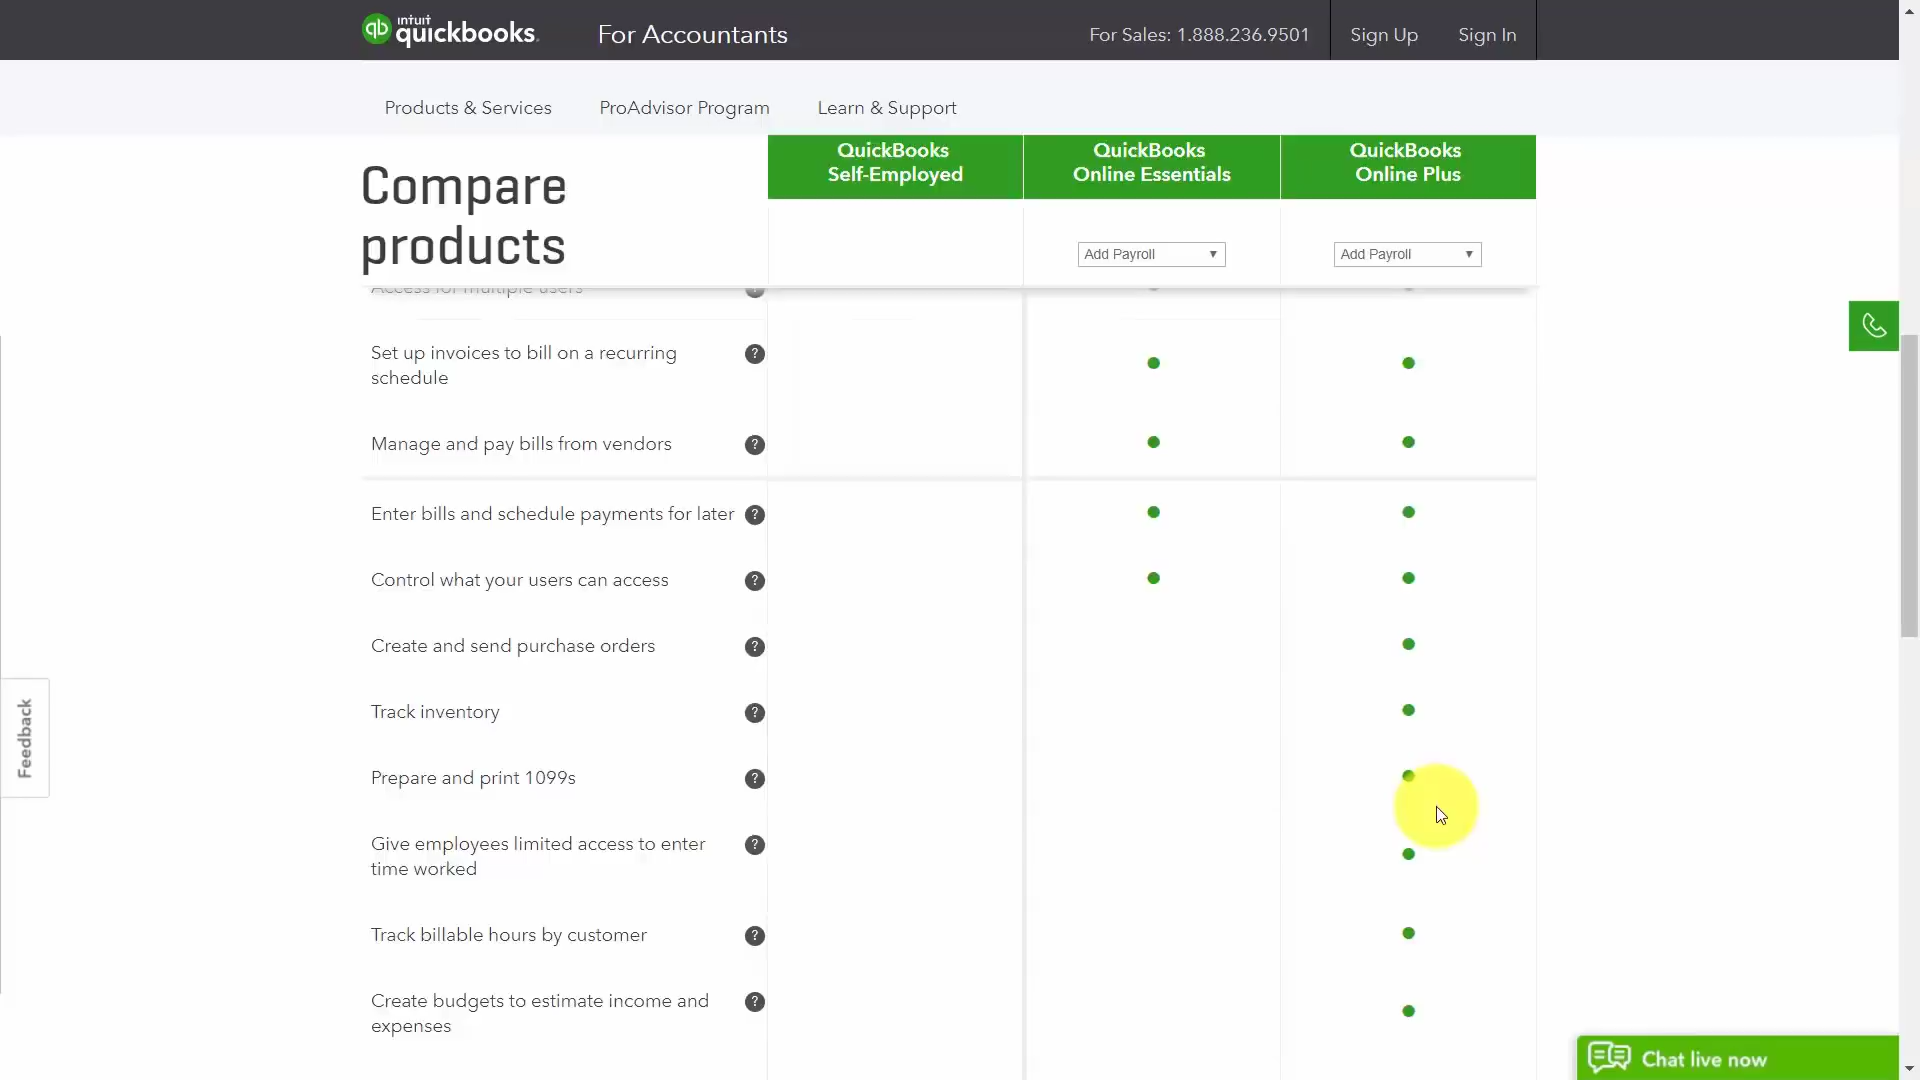 intuit
quickbooks.
For Accountants
For Sales: 1.888.236.9501
Sign Up
Sign In
Products & Services
ProAdvisor Program
Learn & Support
Compare
products
QuickBooks
Self-Employed
QuickBooks
Online Essentials
QuickBooks
Online Plus
Add Payroll
Add Payroll
Access for multiple users
Set up invoices to bill on a recurring
schedule
Manage and pay bills from vendors
Enter bills and schedule payments for later
Control what your users can access
Create and send purchase orders
Track inventory
Prepare and print 1099s
Give employees limited access to enter
time worked
Track billable hours by customer
Create budgets to estimate income and
expenses
Feedback
Chat live now